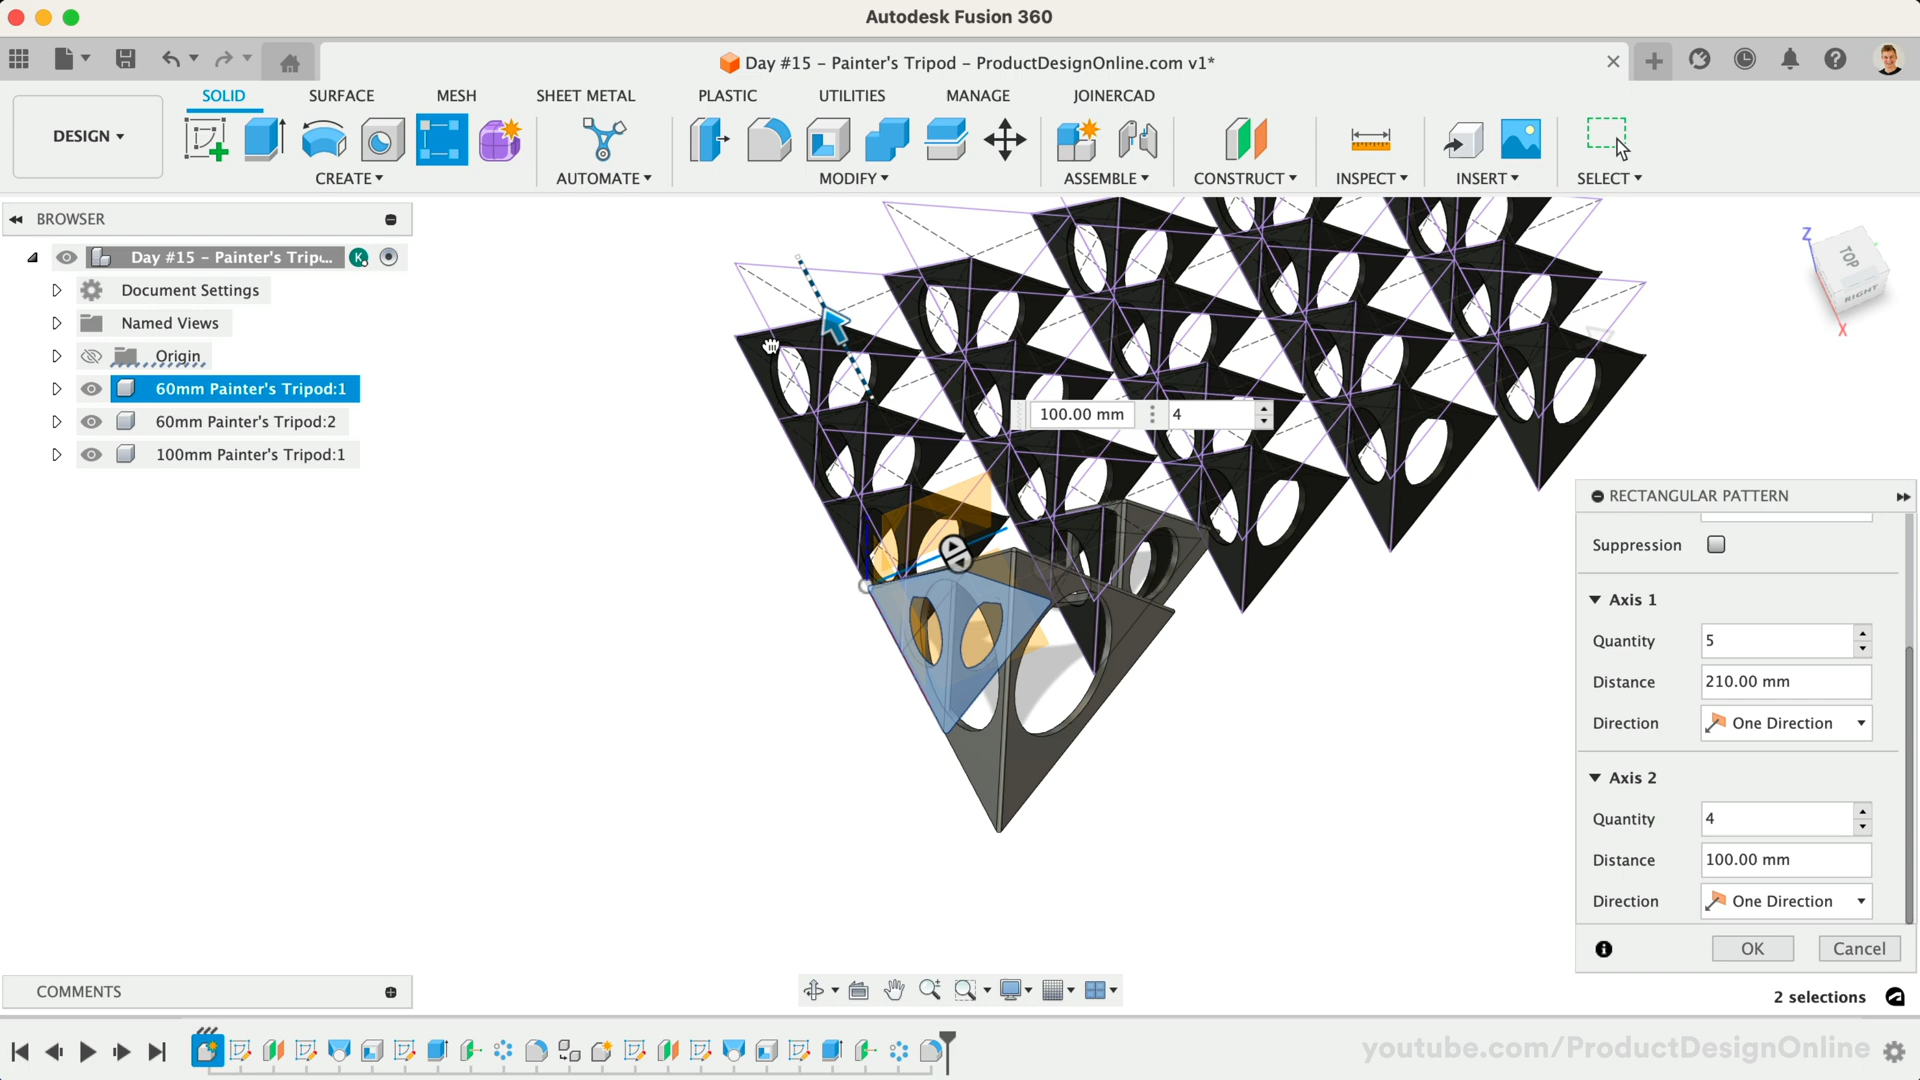 Autodesk Fusion 360
Day #15 – Painter's Tripod – ProductDesignOnline.com v1*
SOLID SURFACE MESH SHEET METAL PLASTIC UTILITIES MANAGE JOINERCAD
DESIGN
CREATE AUTOMATE MODIFY ASSEMBLE CONSTRUCT INSPECT INSERT SELECT
BROWSER
Day #15 – Painter's Trip...
K
Document Settings
Named Views
Origin
60mm Painter's Tripod:1
60mm Painter's Tripod:2
100mm Painter's Tripod:1
Z
TOP
RIGHT
X
100.00 mm 4
RECTANGULAR PATTERN
Suppression
Axis 1
Quantity 5
Distance 210.00 mm
Direction One Direction
Axis 2
Quantity 4
Distance 100.00 mm
Direction One Direction
OK Cancel
COMMENTS
2 selections
youtube.com/ProductDesignOnline